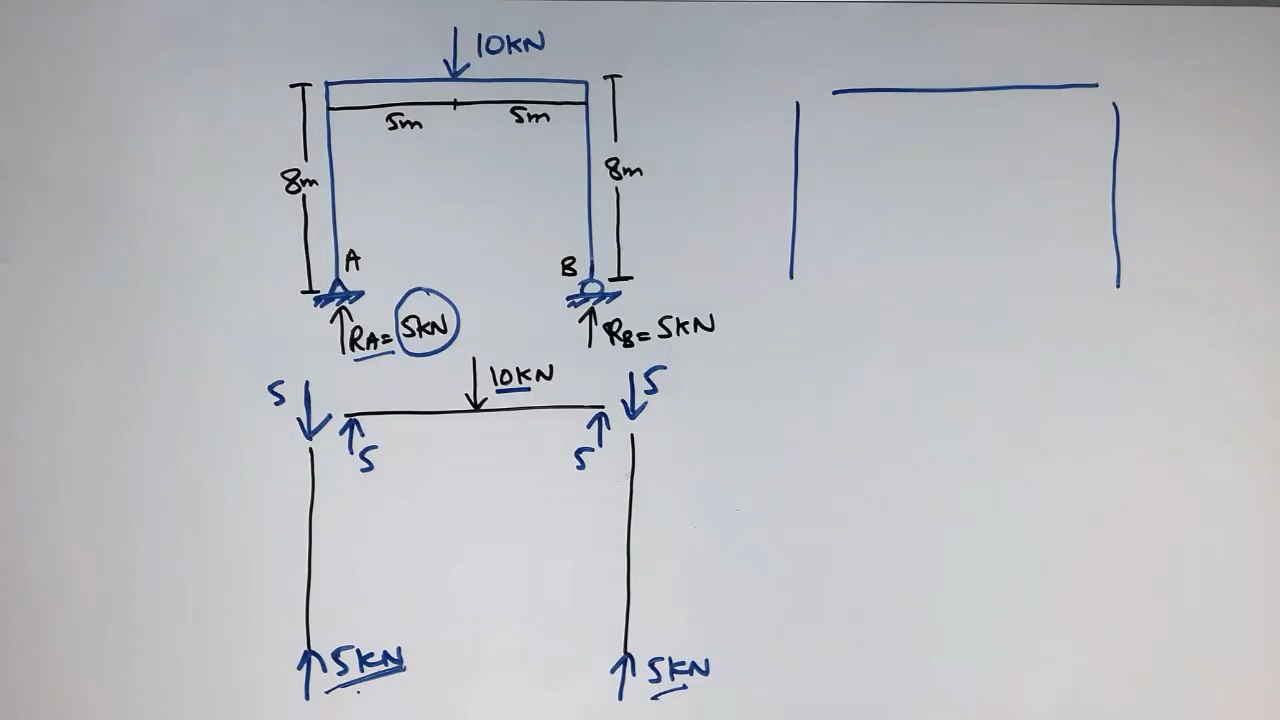 10KN
5m 5m
8m 8m
A B
RA= 5KN RB= 5KN
10KN
5 5
5 5
5KN 5KN